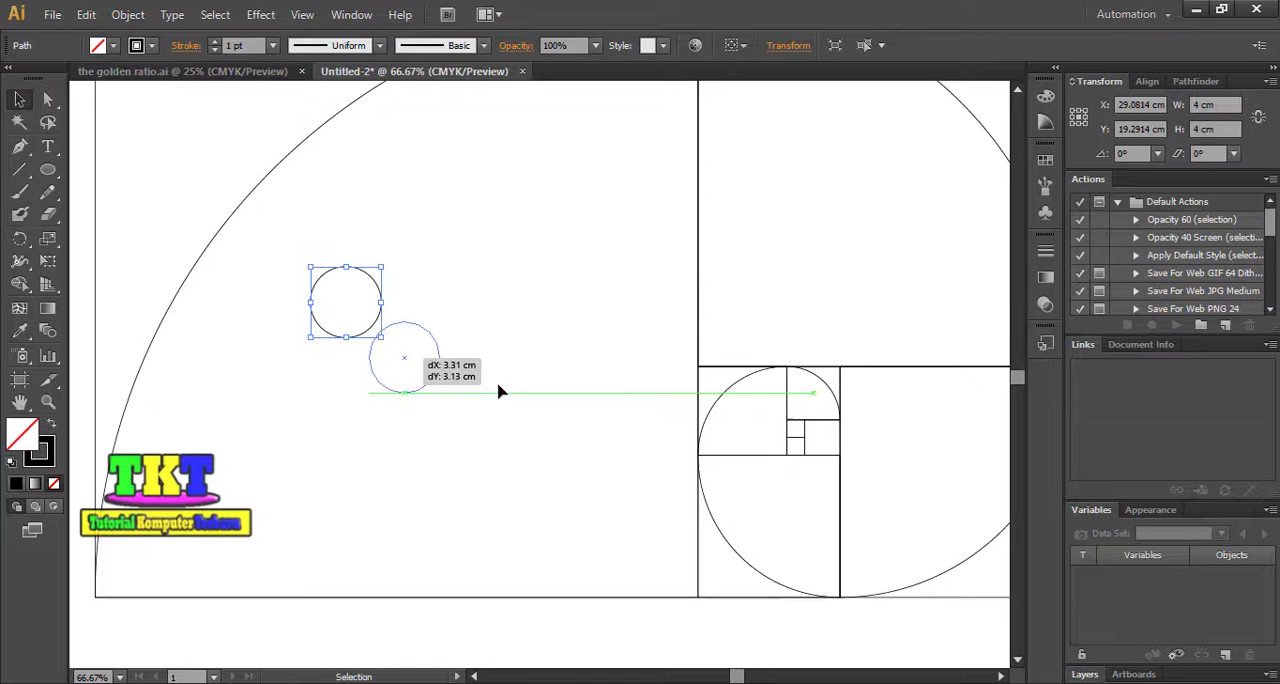 Ai File Edit Object Type Select Effect View Window Help Br Automation
Path Stroke: 1 pt Uniform Basic Opacity: 100% Style: Transform
the golden ratio.ai @ 25% (CMYK/Preview) × Untitled-2* @ 66.67% (CMYK/Preview) ×
Transform Align Pathfinder
X: 29.0814 cm W: 4 cm
Y: 19.2914 cm H: 4 cm
0° 0°
Actions
Default Actions
Opacity 60 (selection)
Opacity 40 Screen (selecti...
Apply Default Style (select...
Save For Web GIF 64 Dith...
Save For Web JPG Medium
Save For Web PNG 24
Links Document Info
dX: 3.31 cm
dY: 3.13 cm
TKT
Tutorial Komputer Terbaru
Variables Appearance
Data Set:
T Variables Objects
Layers Artboards
66.67% 1 Selection